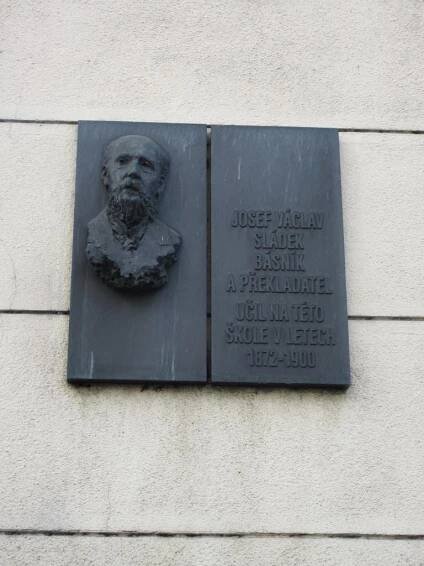 JOSEF VÁCLAV
SLÁDEK
BÁSNÍK
A PŘEKLADATEL
UČIL NA TÉTO
ŠKOLE V LETECH
1872-1900